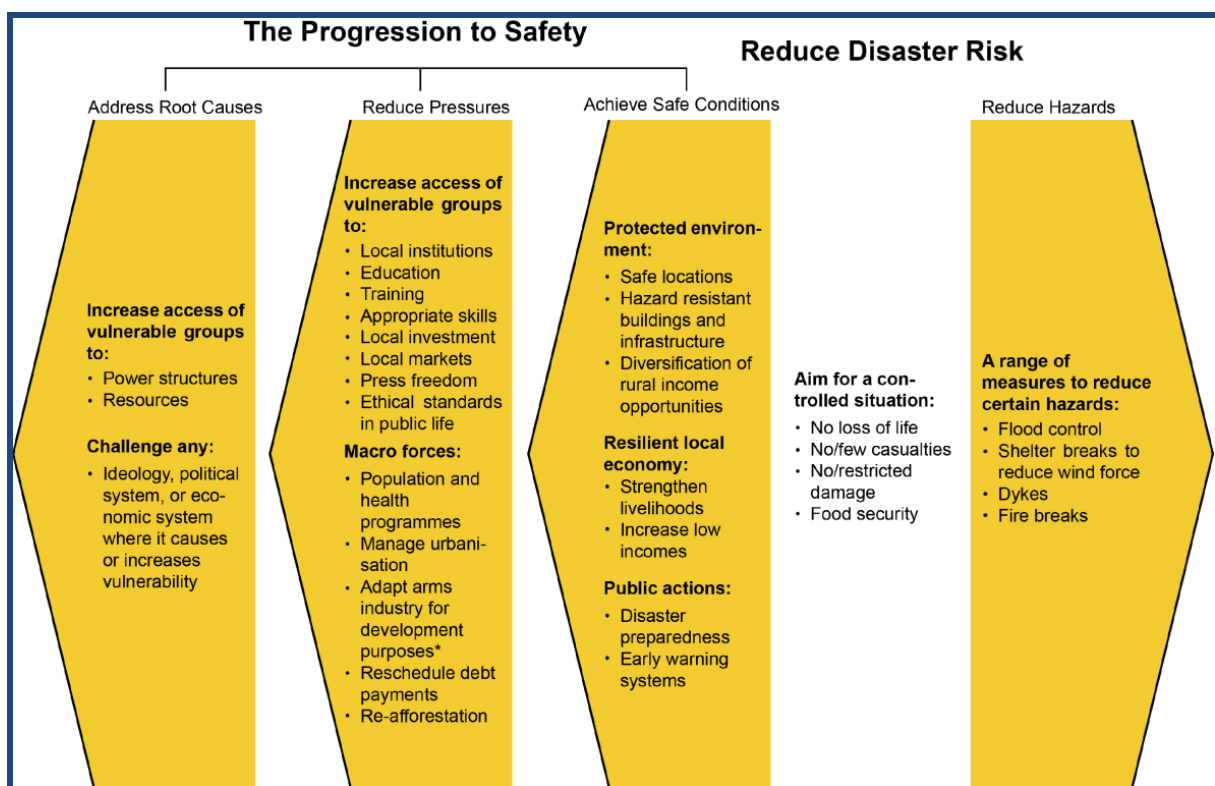 The Progression to Safety
Reduce Disaster Risk
Address Root Causes
Increase access of
vulnerable groups
to:
• Power structures
• Resources
Challenge any:
• Ideology, political
system, or eco-
nomic system
where it causes
or increases
vulnerability
Reduce Pressures
Increase access of
vulnerable groups
to:
• Local institutions
• Education
• Training
• Appropriate skills
• Local investment
• Local markets
• Press freedom
• Ethical standards
in public life
Macro forces:
• Population and
health
programmes
• Manage urbani-
sation
• Adapt arms
industry for
development
purposes*
• Reschedule debt
payments
• Re-afforestation
Achieve Safe Conditions
Protected environ-
ment:
• Safe locations
• Hazard resistant
buildings and
infrastructure
• Diversification of
rural income
opportunities
Resilient local
economy:
• Strengthen
livelihoods
• Increase low
incomes
Public actions:
• Disaster
preparedness
• Early warning
systems
Aim for a con-
trolled situation:
• No loss of life
• No/few casualties
• No/restricted
damage
• Food security
Reduce Hazards
A range of
measures to reduce
certain hazards:
• Flood control
• Shelter breaks to
reduce wind force
• Dykes
• Fire breaks